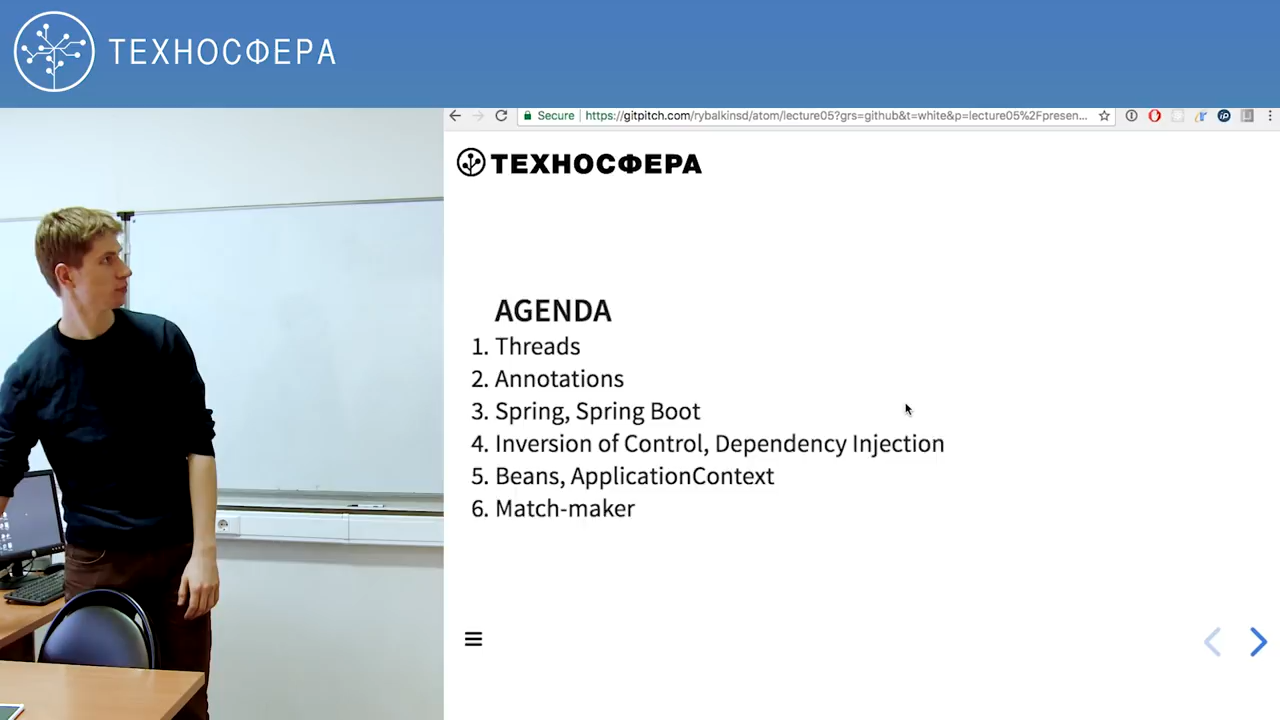 ТЕХНОСФЕРА
Secure https://gitpitch.com/rybalkinsd/atom/lecture05?grs=github&t=white&p=lecture05%2Fpresen...
ТЕХНОСФЕРА
AGENDA
1. Threads
2. Annotations
3. Spring, Spring Boot
4. Inversion of Control, Dependency Injection
5. Beans, ApplicationContext
6. Match-maker